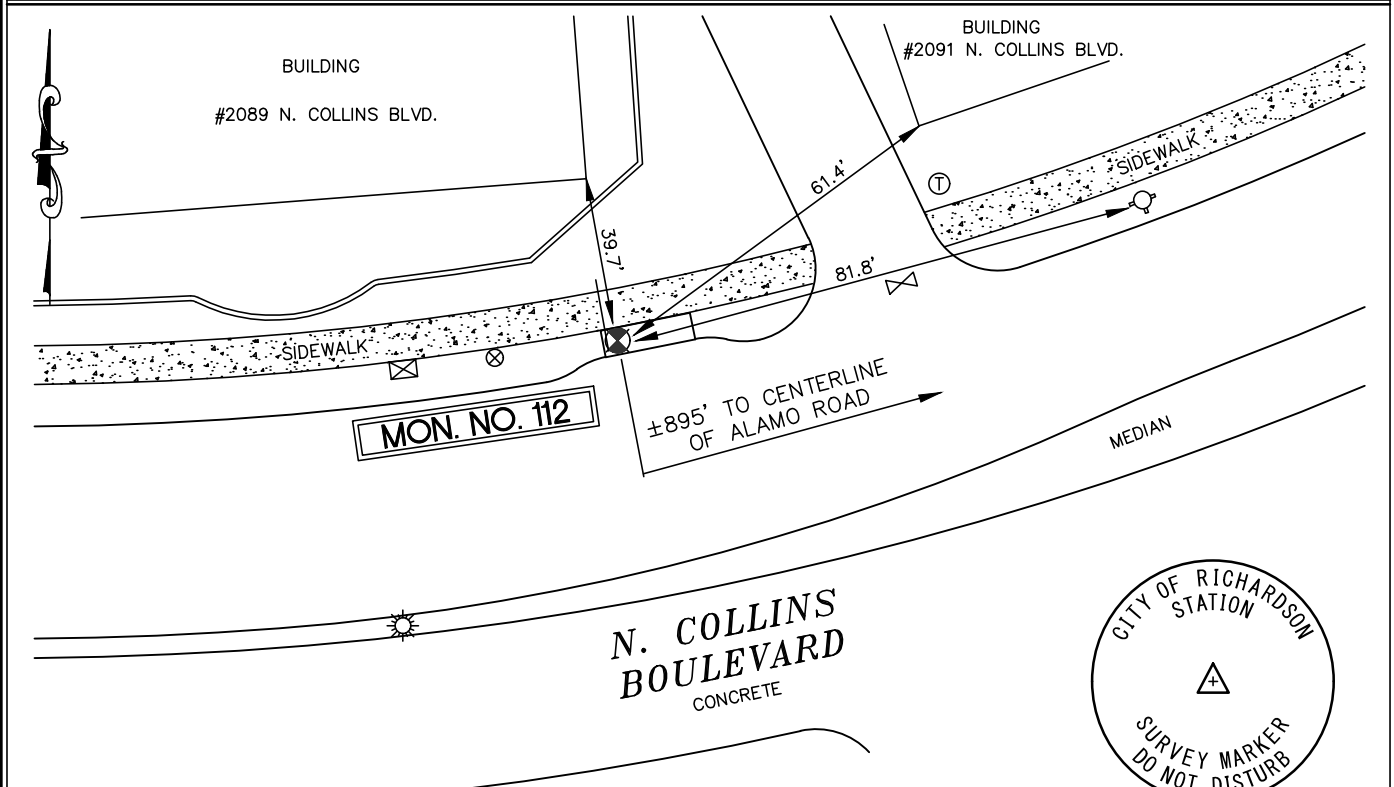 BUILDING
#2089 N. COLLINS BLVD.
BUILDING
#2091 N. COLLINS BLVD.
61.4'
T
SIDEWALK
39.7'
81.8'
SIDEWALK
MON. NO. 112
±895' TO CENTERLINE
OF ALAMO ROAD
MEDIAN
N. COLLINS
BOULEVARD
CONCRETE
CITY OF RICHARDSON
STATION
SURVEY MARKER
DO NOT DISTURB